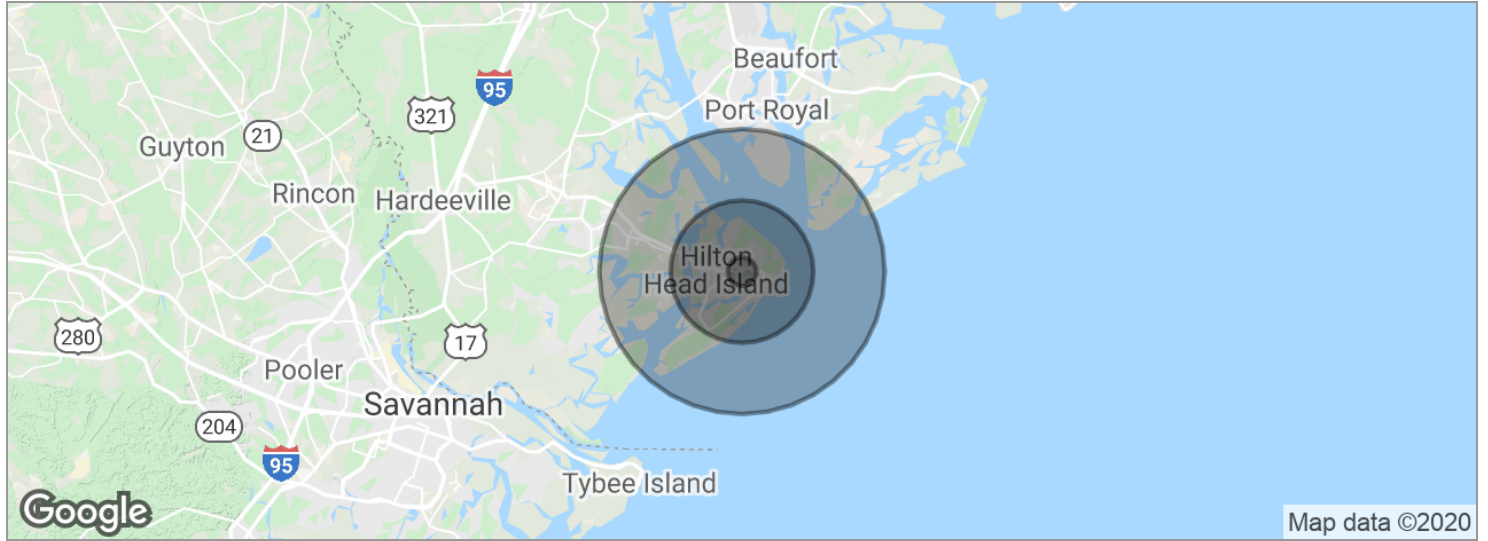 Beaufort
95
321
Port Royal
21
Guyton
Rincon
Hardeeville
Hilton
Head Island
280
17
Pooler
Savannah
204
95
Tybee Island
Google
Map data ©2020